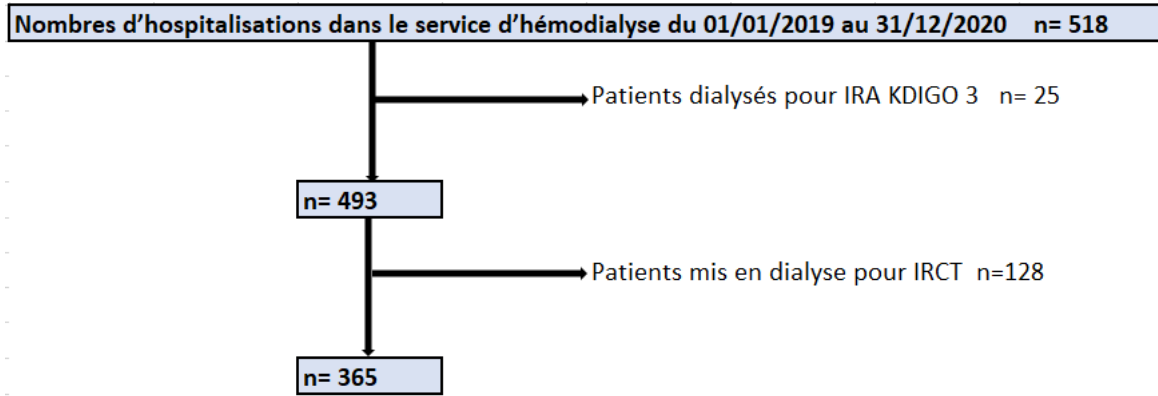 Nombres d’hospitalisations dans le service d’hémodialyse du 01/01/2019 au 31/12/2020 n= 518
Patients dialysés pour IRA KDIGO 3 n= 25
n= 493
Patients mis en dialyse pour IRCT n=128
n= 365